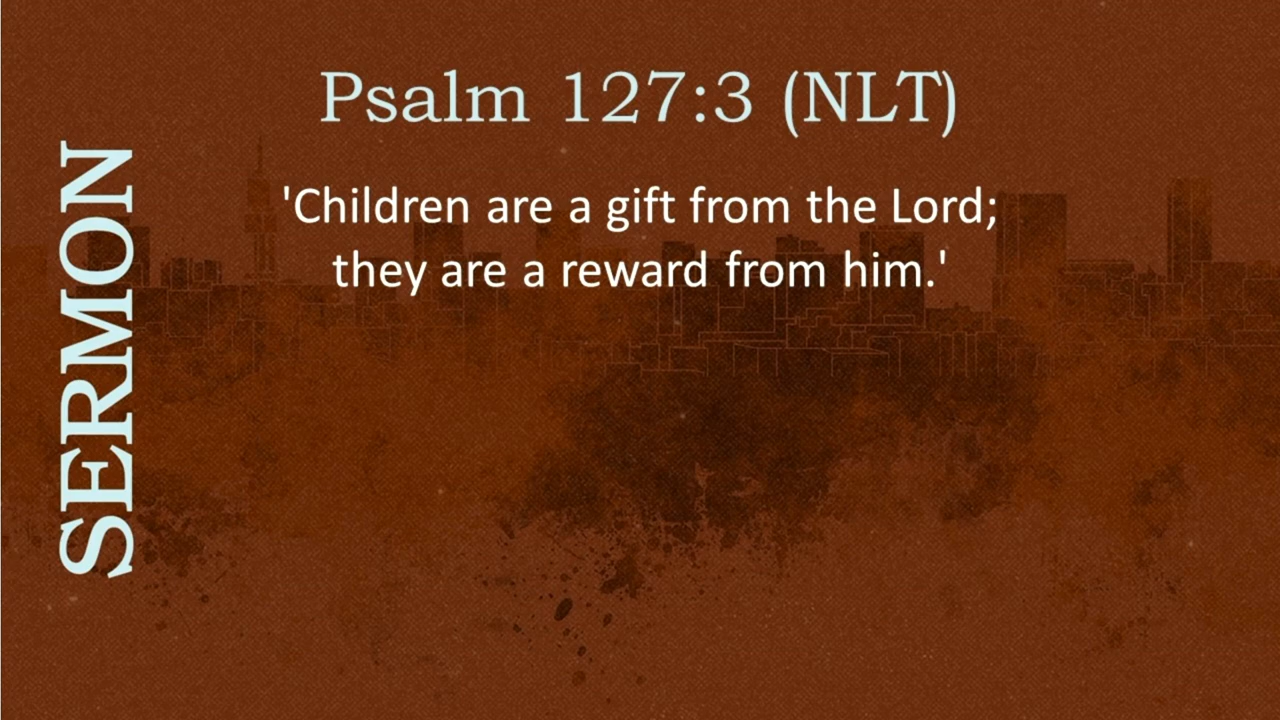 SERMON
Psalm 127:3 (NLT)
'Children are a gift from the Lord;
they are a reward from him.'